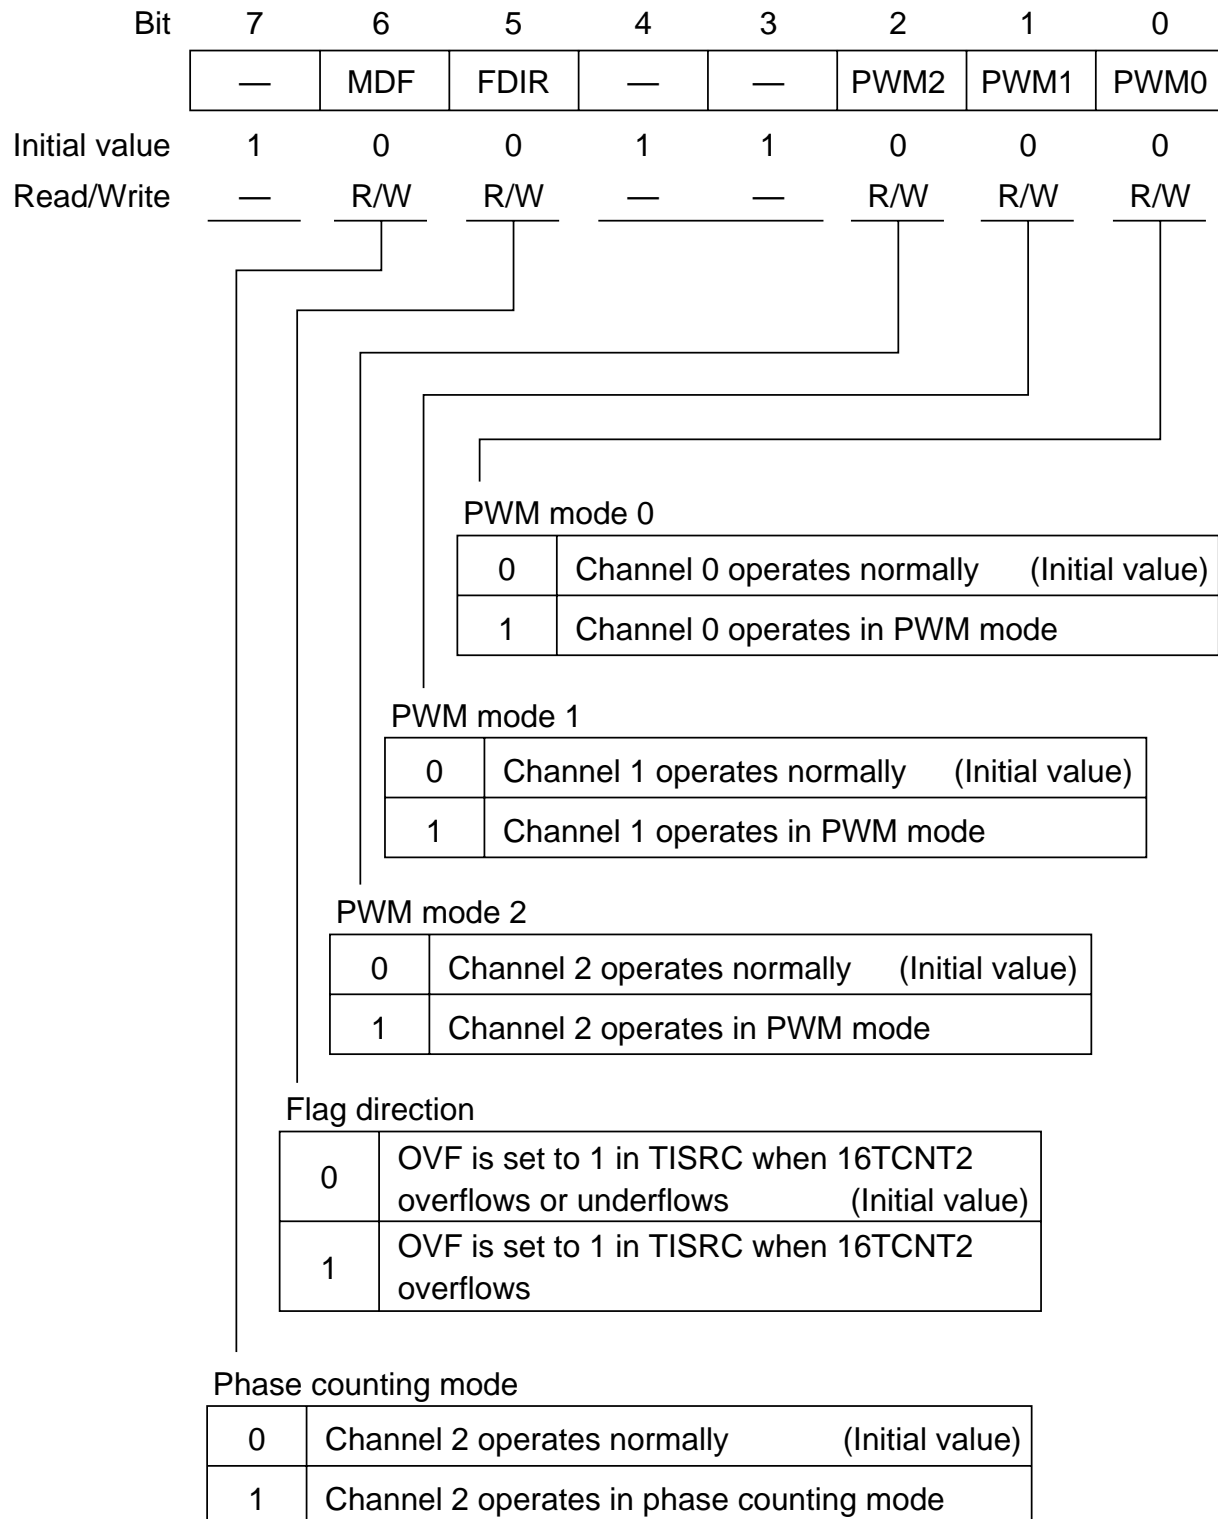 Bit 7 6 5 4 3 2 1 0
— MDF FDIR — — PWM2 PWM1 PWM0
Initial value 1 0 0 1 1 0 0 0
Read/Write — R/W R/W — — R/W R/W R/W
PWM mode 0
0 Channel 0 operates normally (Initial value)
1 Channel 0 operates in PWM mode
PWM mode 1
0 Channel 1 operates normally (Initial value)
1 Channel 1 operates in PWM mode
PWM mode 2
0 Channel 2 operates normally (Initial value)
1 Channel 2 operates in PWM mode
Flag direction
0 OVF is set to 1 in TISRC when 16TCNT2
overflows or underflows (Initial value)
1 OVF is set to 1 in TISRC when 16TCNT2
overflows
Phase counting mode
0 Channel 2 operates normally (Initial value)
1 Channel 2 operates in phase counting mode